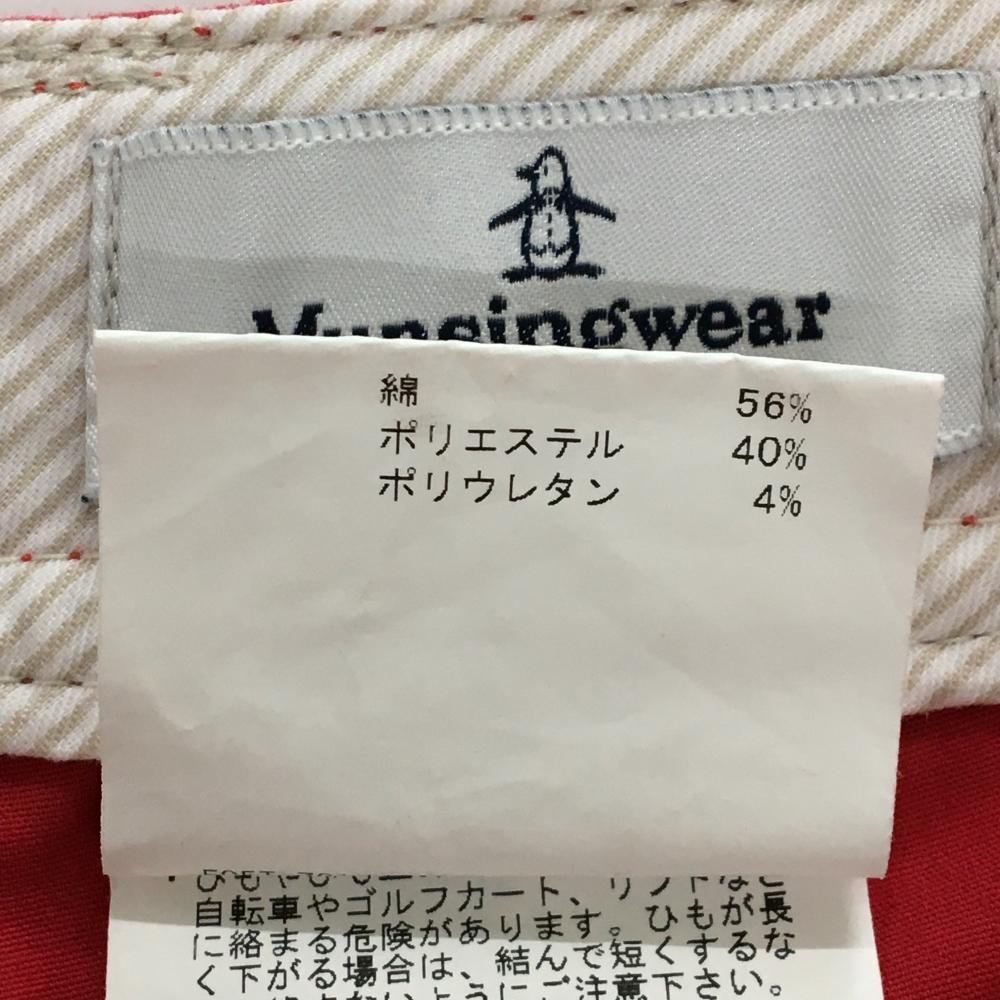 Munsingwear
綿 56%
ポリエステル 40%
ポリウレタン 4%
自転車やゴルフカート、リフトなど
に絡まる危険があります。ひもが長
く下がる場合は、結んで短くするな